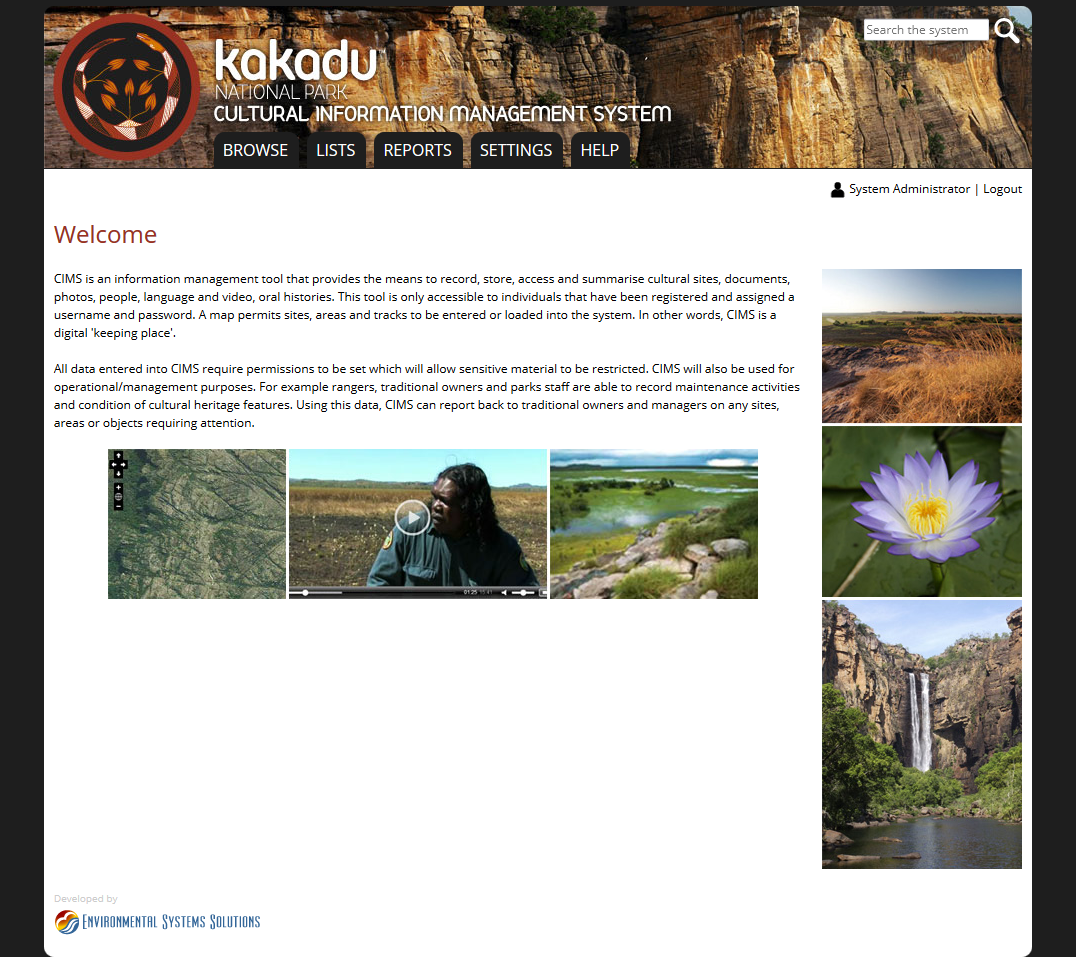 Search the system
kakadu
NATIONAL PARK
CULTURAL INFORMATION MANAGEMENT SYSTEM
BROWSE LISTS REPORTS SETTINGS HELP
System Administrator | Logout
Welcome
CIMS is an information management tool that provides the means to record, store, access and summarise cultural sites, documents,
photos, people, language and video, oral histories. This tool is only accessible to individuals that have been registered and assigned a
username and password. A map permits sites, areas and tracks to be entered or loaded into the system. In other words, CIMS is a
digital 'keeping place'.
All data entered into CIMS require permissions to be set which will allow sensitive material to be restricted. CIMS will also be used for
operational/management purposes. For example rangers, traditional owners and parks staff are able to record maintenance activities
and condition of cultural heritage features. Using this data, CIMS can report back to traditional owners and managers on any sites,
areas or objects requiring attention.
01:25 15:41
Developed by
ENVIRONMENTAL SYSTEMS SOLUTIONS